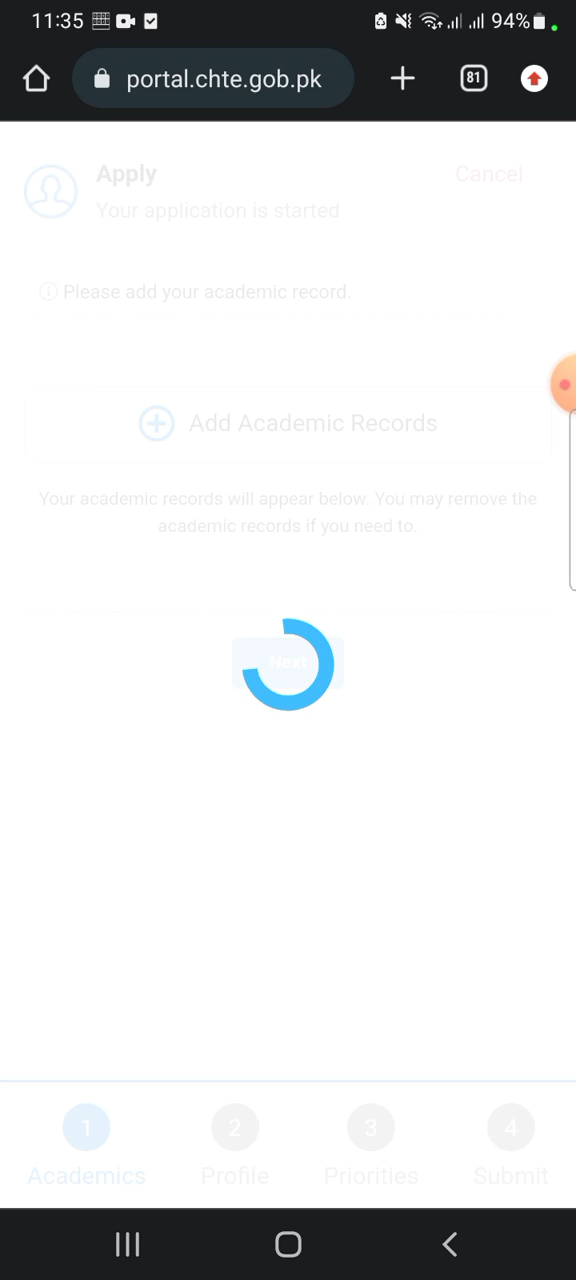 11:35
94%
portal.chte.gob.pk
81
Apply
Cancel
Your application is started
Please add your academic record.
Add Academic Records
Your academic records will appear below. You may remove the
academic records if you need to.
Next
1 2 3 4
Academics Profile Priorities Submit